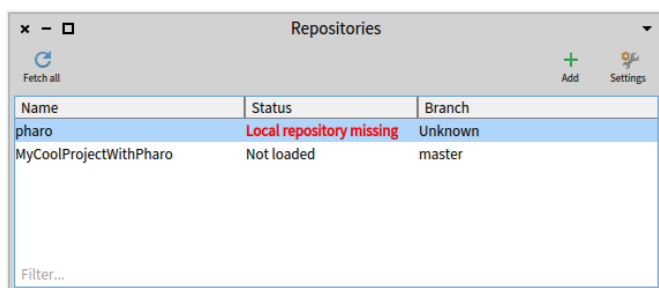 Repositories
Fetch all
Add Settings
Name Status Branch
pharo Local repository missing Unknown
MyCoolProjectWithPharo Not loaded master
Filter...